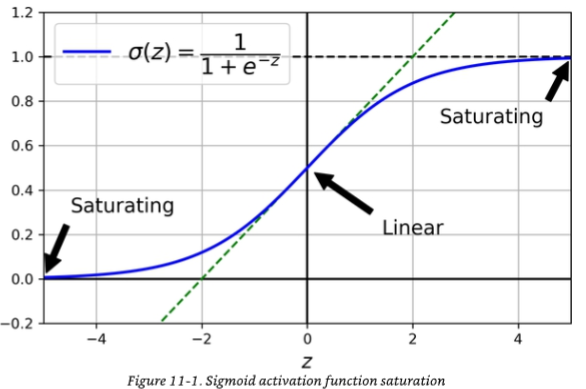 1.2
1.0
0.8
0.6
0.4
0.2
0.0
−0.2
σ(z) = 1 / (1 + e^{−z})
Saturating
Saturating
Linear
−4 −2 0 2 4
z
Figure 11-1. Sigmoid activation function saturation